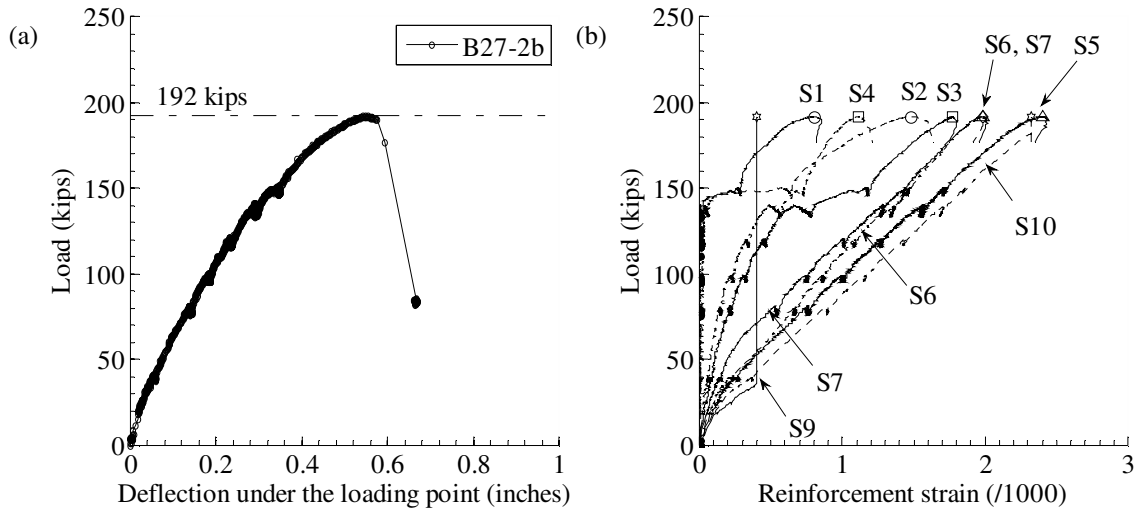 (a)
250
200
150
100
50
0
Load (kips)
B27-2b
192 kips
0
0.2
0.4
0.6
0.8
1
Deflection under the loading point (inches)
(b)
250
200
150
100
50
0
Load (kips)
S6, S7
S5
S1
S4
S2
S3
S10
S6
S7
S9
0
1
2
3
Reinforcement strain (/1000)